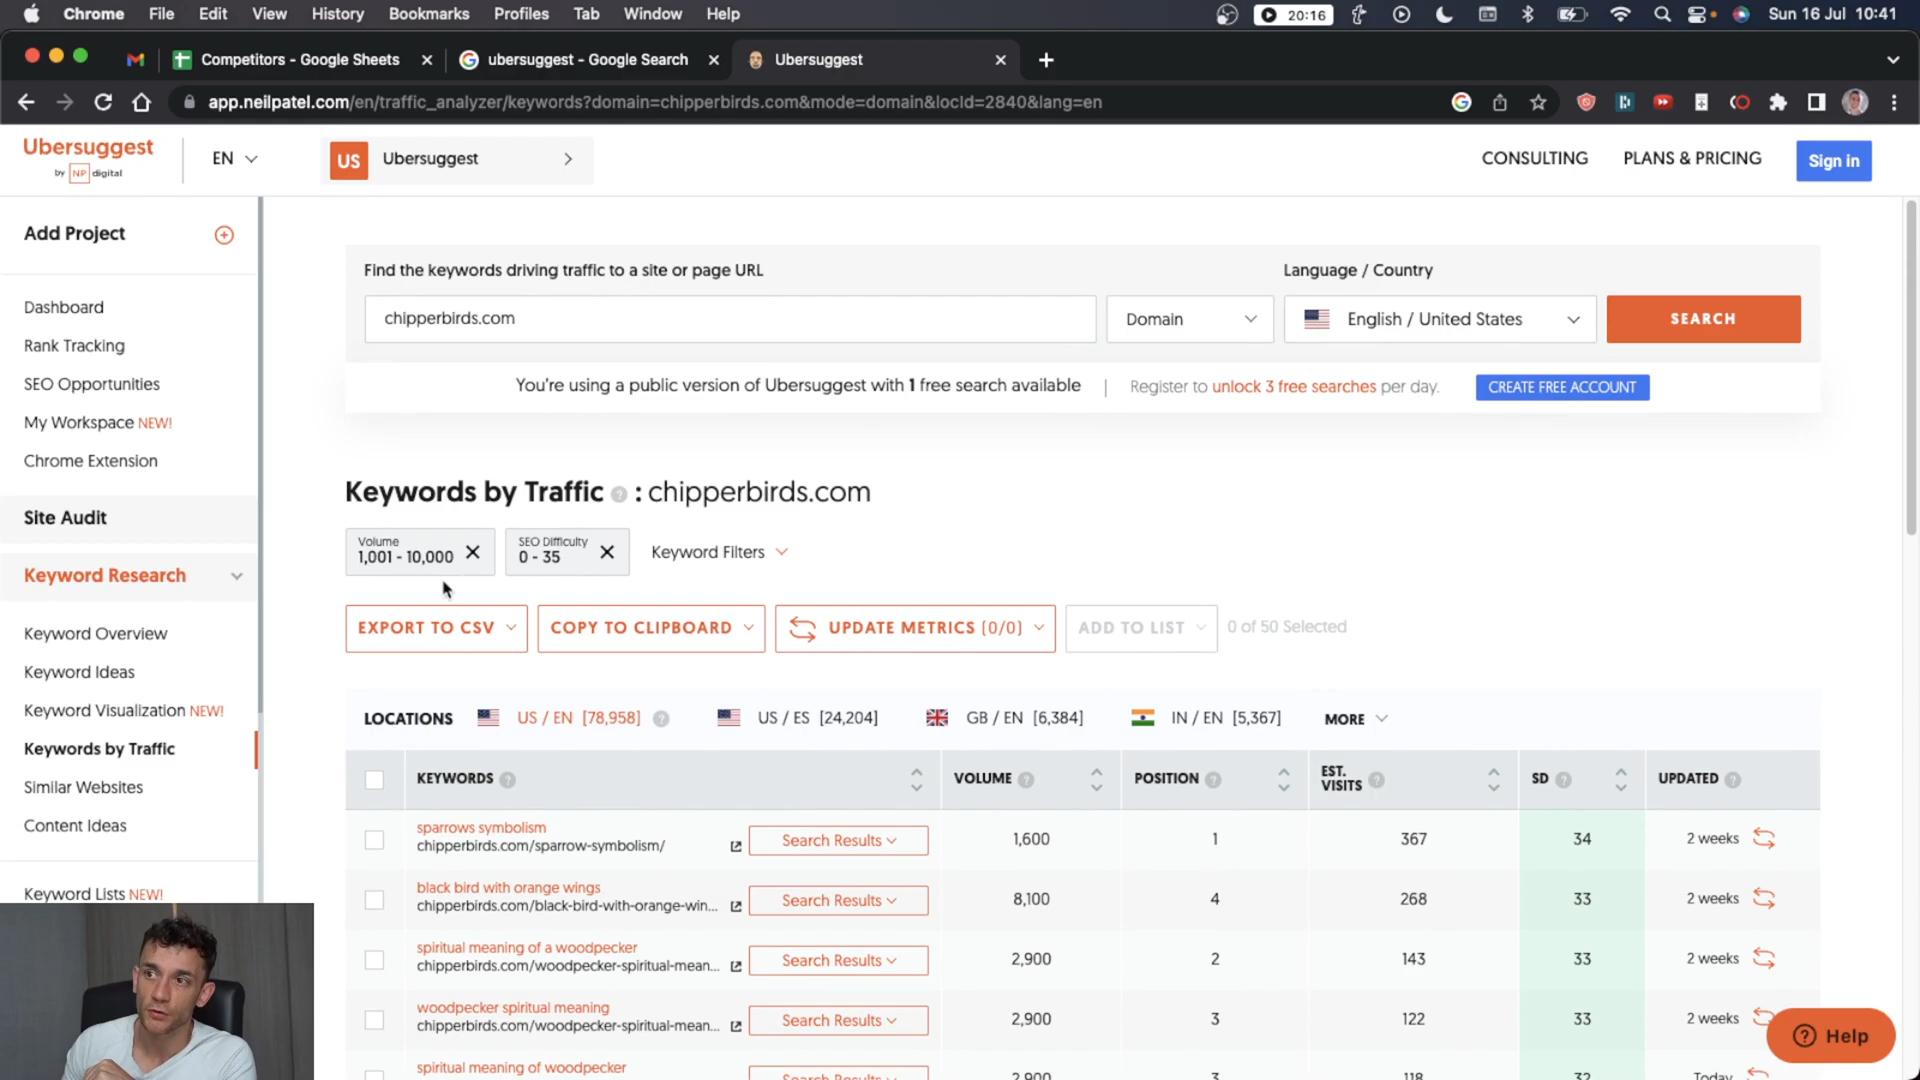 Chrome File Edit View History Bookmarks Profiles Tab Window Help 20:16 Sun 16 Jul 10:41
Competitors - Google Sheets ubersuggest - Google Search Ubersuggest
app.neilpatel.com/en/traffic_analyzer/keywords?domain=chipperbirds.com&mode=domain&locId=2840&lang=en
Ubersuggest
by NP digital
EN
US Ubersuggest
CONSULTING PLANS & PRICING Sign in
Add Project
Dashboard
Rank Tracking
SEO Opportunities
My Workspace NEW!
Chrome Extension
Site Audit
Keyword Research
Keyword Overview
Keyword Ideas
Keyword Visualization NEW!
Keywords by Traffic
Similar Websites
Content Ideas
Keyword Lists NEW!
Find the keywords driving traffic to a site or page URL Language / Country
chipperbirds.com Domain English / United States SEARCH
You're using a public version of Ubersuggest with 1 free search available | Register to unlock 3 free searches per day. CREATE FREE ACCOUNT
Keywords by Traffic ? : chipperbirds.com
Volume
1,001 - 10,000
SEO Difficulty
0 - 35
Keyword Filters
EXPORT TO CSV COPY TO CLIPBOARD UPDATE METRICS (0/0) ADD TO LIST 0 of 50 Selected
LOCATIONS US / EN [78,958] ? US / ES [24,204] GB / EN [6,384] IN / EN [5,367] MORE
KEYWORDS ? VOLUME ? POSITION ? EST. VISITS ? SD ? UPDATED ?
sparrows symbolism
chipperbirds.com/sparrow-symbolism/ Search Results 1,600 1 367 34 2 weeks
black bird with orange wings
chipperbirds.com/black-bird-with-orange-win... Search Results 8,100 4 268 33 2 weeks
spiritual meaning of a woodpecker
chipperbirds.com/woodpecker-spiritual-mean... Search Results 2,900 2 143 33 2 weeks
woodpecker spiritual meaning
chipperbirds.com/woodpecker-spiritual-mean... Search Results 2,900 3 122 33 2 weeks
spiritual meaning of woodpecker
Search Results 2,900 3 118 32 Today
? Help